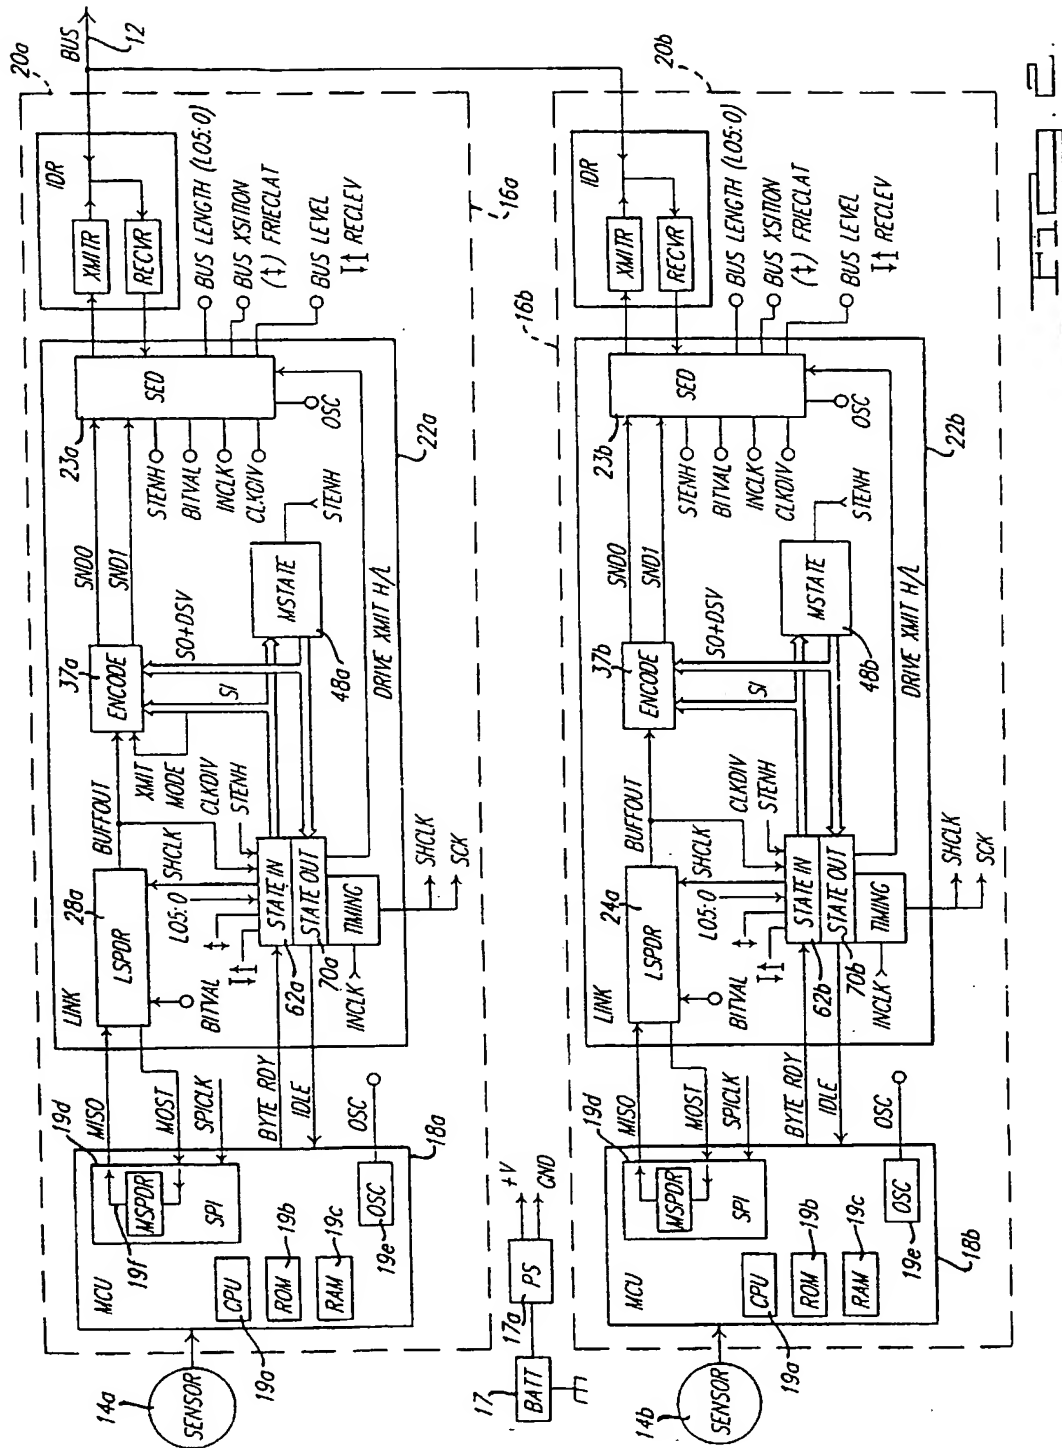 20a
BUS
12
IDR
XMITR
RECVR
BUS LENGTH (LO5:0)
BUS XSITION
(↕) FRIECLAT
BUS LEVEL
RECLEV
16a
23a
SED
STENH
BITVAL
INCLK
CLKDIV
OSC
22a
SND0
SND1
37a
ENCODE
SO+DSV
SI
MSTATE
STENH
48a
DRIVE XMIT H/L
XMIT
MODE
BUFFOUT
CLKDIV
STENH
28a
LSPDR
SHCLK
LO5:0
STATE IN
STATE OUT
TIMING
SHCLK
SCK
LINK
BITVAL
62a
70a
INCLK
MISO
MOST
SPICLK
BYTE RDY
IDLE
OSC
19d
19f
MSPDR
SPI
MCU
CPU
ROM
RAM
19a
19b
19c
OSC
19e
18a
14a
SENSOR
17
BATT
17a
PS
+V
GND
20b
IDR
XMITR
RECVR
BUS LENGTH (LO5:0)
BUS XSITION
(↕) FRIECLAT
BUS LEVEL
RECLEV
16b
23b
SED
STENH
BITVAL
INCLK
CLKDIV
OSC
22b
SND0
SND1
37b
ENCODE
SO+DSV
SI
MSTATE
STENH
48b
DRIVE XMIT H/L
BUFFOUT
CLKDIV
STENH
24a
LSPDR
SHCLK
LO5:0
STATE IN
STATE OUT
TIMING
SHCLK
SCK
LINK
BITVAL
62b
70b
INCLK
MISO
MOST
SPICLK
BYTE RDY
IDLE
OSC
19d
MSPDR
SPI
MCU
CPU
ROM
RAM
19a
19b
19c
OSC
19e
18b
14b
SENSOR
Fig. 2.